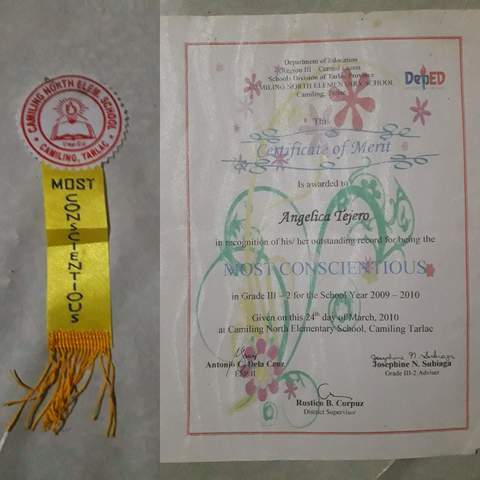 CAMILING NORTH ELEM. SCHOOL
CAMILING, TARLAC
MOST
CONSCIENTIOUS
Department of Education
Region III – Central Luzon
Schools Division of Tarlac Province
CAMILING NORTH ELEMENTARY SCHOOL
Camiling, Tarlac
DepED
This
Certificate of Merit
Is awarded to
Angelica Tejero
in recognition of his/ her outstanding record for being the
MOST CONSCIENTIOUS
in Grade III – 2 for the School Year 2009 – 2010
Given on this 24th day of March, 2010
at Camiling North Elementary School, Camiling Tarlac
Antonio C. Dela Cruz
Josephine N. Subiaga
Grade III-2 Adviser
Rustico B. Corpuz
District Supervisor